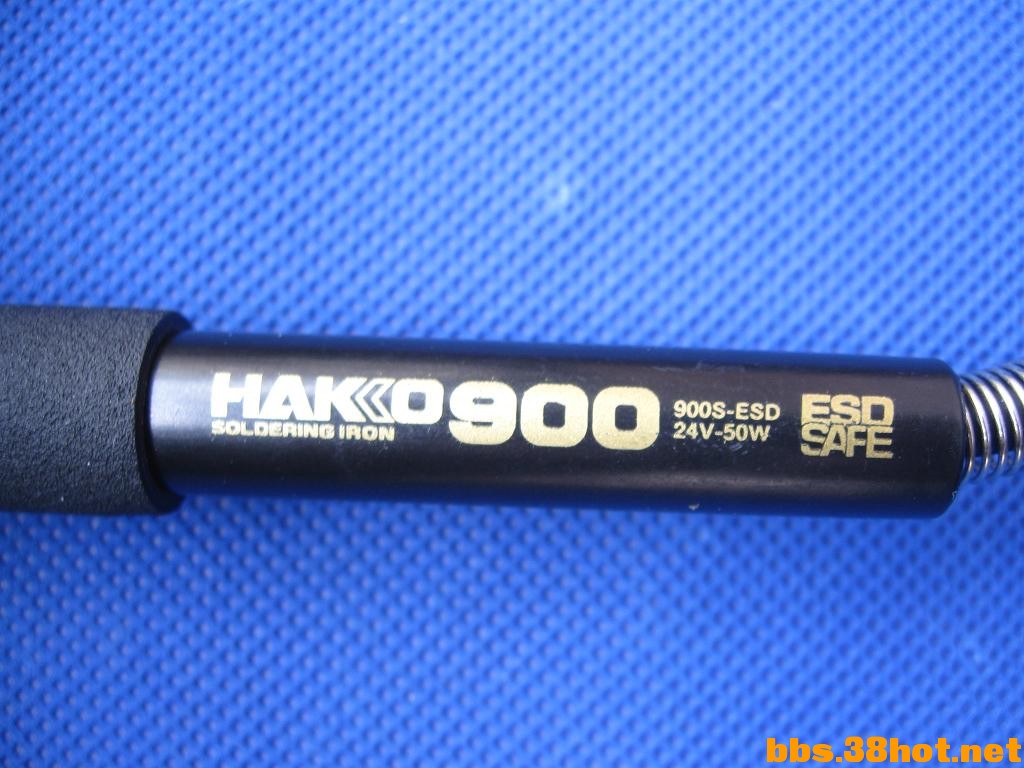 HAKKO 900
SOLDERING IRON
900S-ESD
24V-50W
ESD
SAFE
bbs.38hot.net